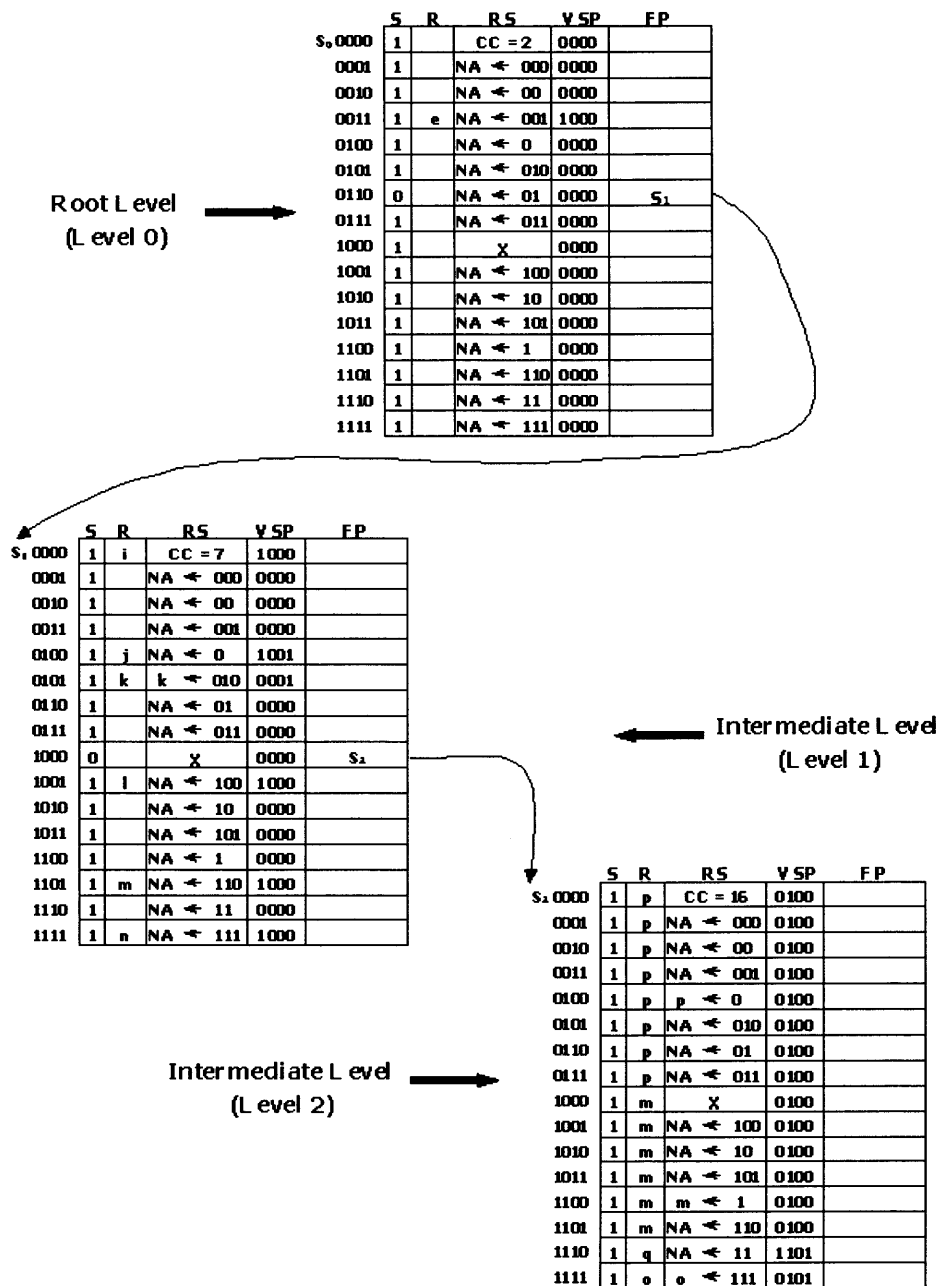 S R RS VSP FP
S₀ 0000 1 CC = 2 0000
0001 1 NA ← 000 0000
0010 1 NA ← 00 0000
0011 1 e NA ← 001 1000
0100 1 NA ← 0 0000
0101 1 NA ← 010 0000
0110 0 NA ← 01 0000 S₁
0111 1 NA ← 011 0000
1000 1 X 0000
1001 1 NA ← 100 0000
1010 1 NA ← 10 0000
1011 1 NA ← 101 0000
1100 1 NA ← 1 0000
1101 1 NA ← 110 0000
1110 1 NA ← 11 0000
1111 1 NA ← 111 0000
Root Level
(Level 0)
S R RS VSP FP
S₁ 0000 1 i CC = 7 1000
0001 1 NA ← 000 0000
0010 1 NA ← 00 0000
0011 1 NA ← 001 0000
0100 1 j NA ← 0 1001
0101 1 k k ← 010 0001
0110 1 NA ← 01 0000
0111 1 NA ← 011 0000
1000 0 X 0000 S₂
1001 1 l NA ← 100 1000
1010 1 NA ← 10 0000
1011 1 NA ← 101 0000
1100 1 NA ← 1 0000
1101 1 m NA ← 110 1000
1110 1 NA ← 11 0000
1111 1 n NA ← 111 1000
Intermediate Level
(Level 1)
S R RS VSP FP
S₂ 0000 1 p CC = 16 0100
0001 1 p NA ← 000 0100
0010 1 p NA ← 00 0100
0011 1 p NA ← 001 0100
0100 1 p p ← 0 0100
0101 1 p NA ← 010 0100
0110 1 p NA ← 01 0100
0111 1 p NA ← 011 0100
1000 1 m X 0100
1001 1 m NA ← 100 0100
1010 1 m NA ← 10 0100
1011 1 m NA ← 101 0100
1100 1 m m ← 1 0100
1101 1 m NA ← 110 0100
1110 1 q NA ← 11 1101
1111 1 o o ← 111 0101
Intermediate Level
(Level 2)